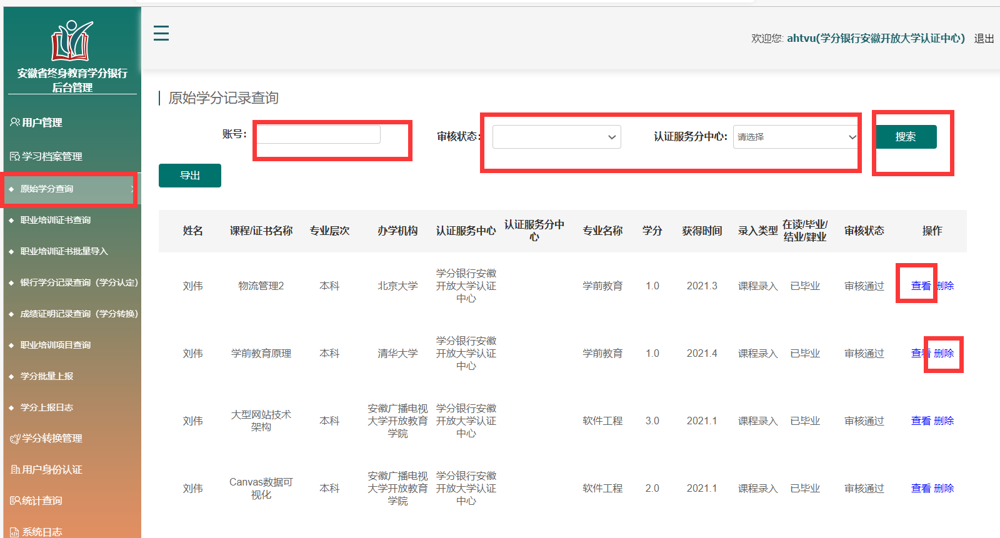 安徽省终身教育学分银行
后台管理
用户管理
学习档案管理
原始学分查询
职业培训证书查询
职业培训证书批量导入
银行学分记录查询（学分认定）
成绩证明记录查询（学分转换）
职业培训项目查询
学分批量上报
学分上报日志
学分转换管理
用户身份认证
统计查询
系统日志
欢迎您: ahtvu(学分银行安徽开放大学认证中心) 退出
原始学分记录查询
账号: 审核状态: 认证服务分中心: 请选择 搜索
导出
姓名 课程/证书名称 专业层次 办学机构 认证服务中心 认证服务分中心 专业名称 学分 获得时间 录入类型 在读/毕业/结业/肄业 审核状态 操作
刘伟 物流管理2 本科 北京大学 学分银行安徽开放大学认证中心 学前教育 1.0 2021.3 课程录入 已毕业 审核通过 查看 删除
刘伟 学前教育原理 本科 清华大学 学分银行安徽开放大学认证中心 学前教育 1.0 2021.4 课程录入 已毕业 审核通过 查看 删除
刘伟 大型网站技术架构 本科 安徽广播电视大学开放教育学院 学分银行安徽开放大学认证中心 软件工程 3.0 2021.1 课程录入 已毕业 审核通过 查看 删除
刘伟 Canvas数据可视化 本科 安徽广播电视大学开放教育学院 学分银行安徽开放大学认证中心 软件工程 2.0 2021.1 课程录入 已毕业 审核通过 查看 删除